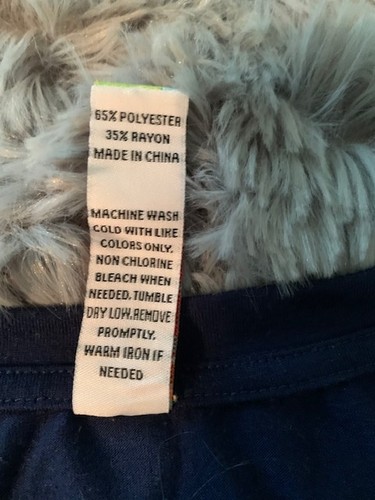 65% POLYESTER
35% RAYON
MADE IN CHINA
MACHINE WASH
COLD WITH LIKE
COLORS ONLY.
NON CHLORINE
BLEACH WHEN
NEEDED. TUMBLE
DRY LOW. REMOVE
PROMPTLY.
WARM IRON IF
NEEDED